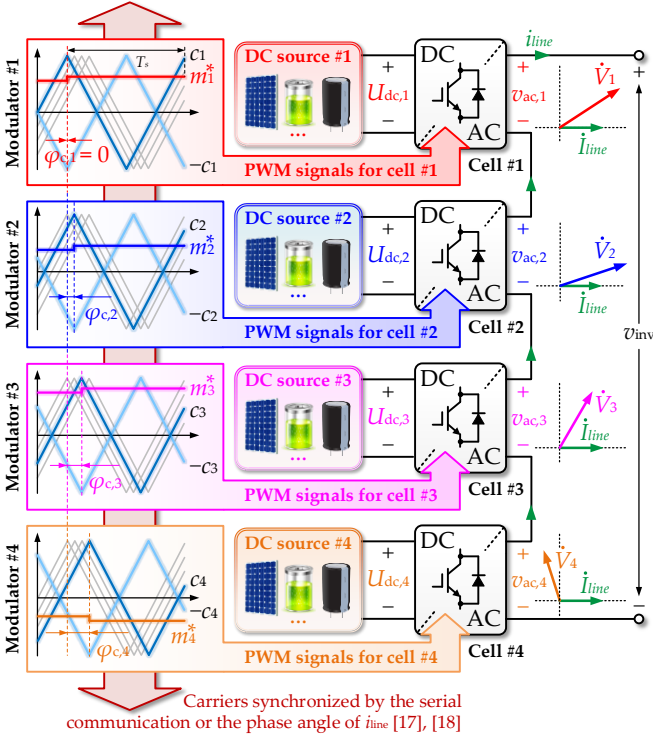 Modulator #1
Tₛ
c₁
m₁*
−c₁
φc,1 = 0
DC source #1
...
+
Udc,1
−
DC
AC
Cell #1
PWM signals for cell #1
iline
+
vac,1
−
V̇₁
İline
+
Modulator #2
c₂
m₂*
−c₂
φc,2
DC source #2
...
+
Udc,2
−
DC
AC
Cell #2
PWM signals for cell #2
+
vac,2
−
V̇₂
İline
vinv
Modulator #3
m₃*
c₃
−c₃
φc,3
DC source #3
...
+
Udc,3
−
DC
AC
Cell #3
PWM signals for cell #3
+
vac,3
−
V̇₃
İline
Modulator #4
c₄
−c₄
m₄*
φc,4
DC source #4
...
+
Udc,4
−
DC
AC
Cell #4
PWM signals for cell #4
+
vac,4
−
V̇₄
İline
−
Carriers synchronized by the serial
communication or the phase angle of iline [17], [18]